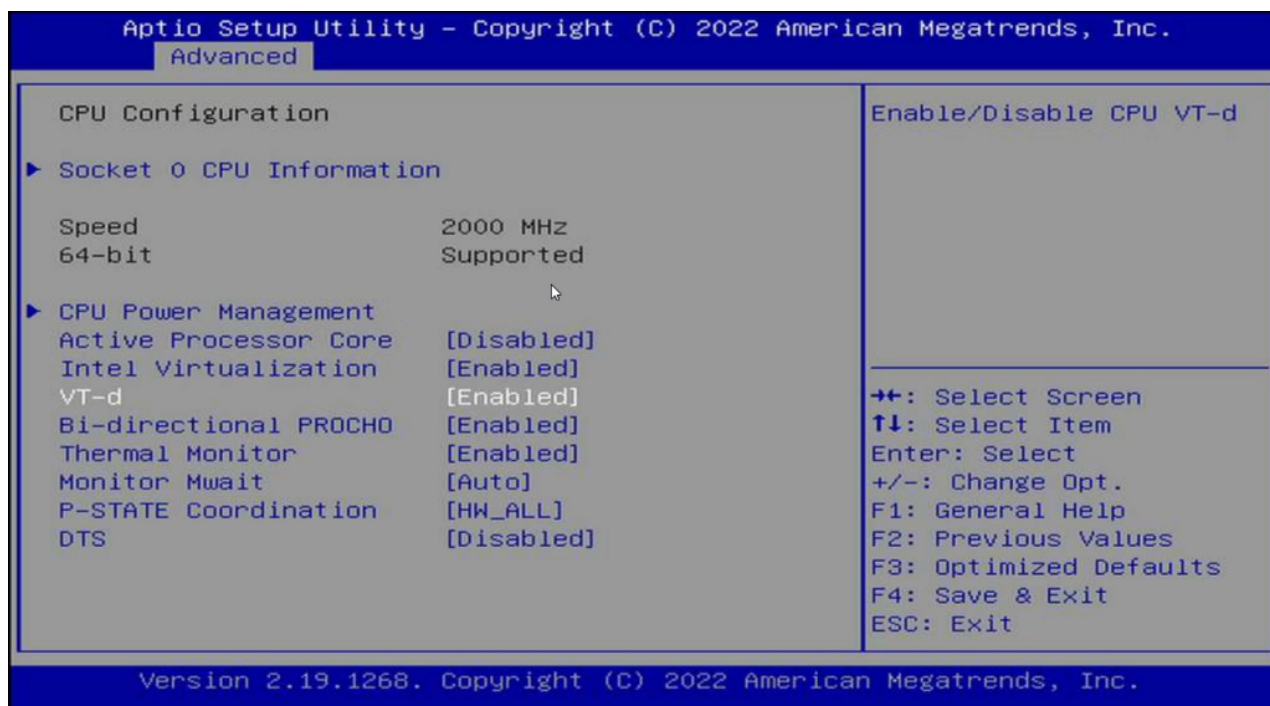 Aptio Setup Utility – Copyright (C) 2022 American Megatrends, Inc.
Advanced
CPU Configuration
Socket 0 CPU Information
Speed 2000 MHz
64-bit Supported
CPU Power Management
Active Processor Core [Disabled]
Intel Virtualization [Enabled]
VT-d [Enabled]
Bi-directional PROCHO [Enabled]
Thermal Monitor [Enabled]
Monitor Mwait [Auto]
P-STATE Coordination [HW_ALL]
DTS [Disabled]
Enable/Disable CPU VT-d
→←: Select Screen
↑↓: Select Item
Enter: Select
+/-: Change Opt.
F1: General Help
F2: Previous Values
F3: Optimized Defaults
F4: Save & Exit
ESC: Exit
Version 2.19.1268. Copyright (C) 2022 American Megatrends, Inc.